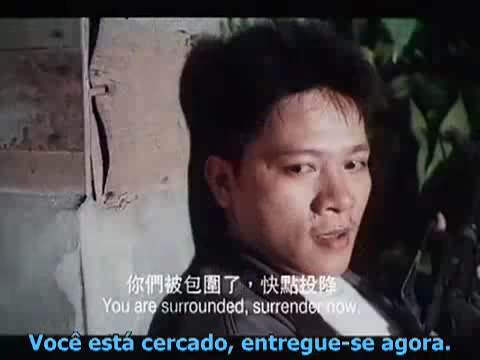 你們被包圍了，快點投降
You are surrounded, surrender now.
Você está cercado, entregue-se agora.